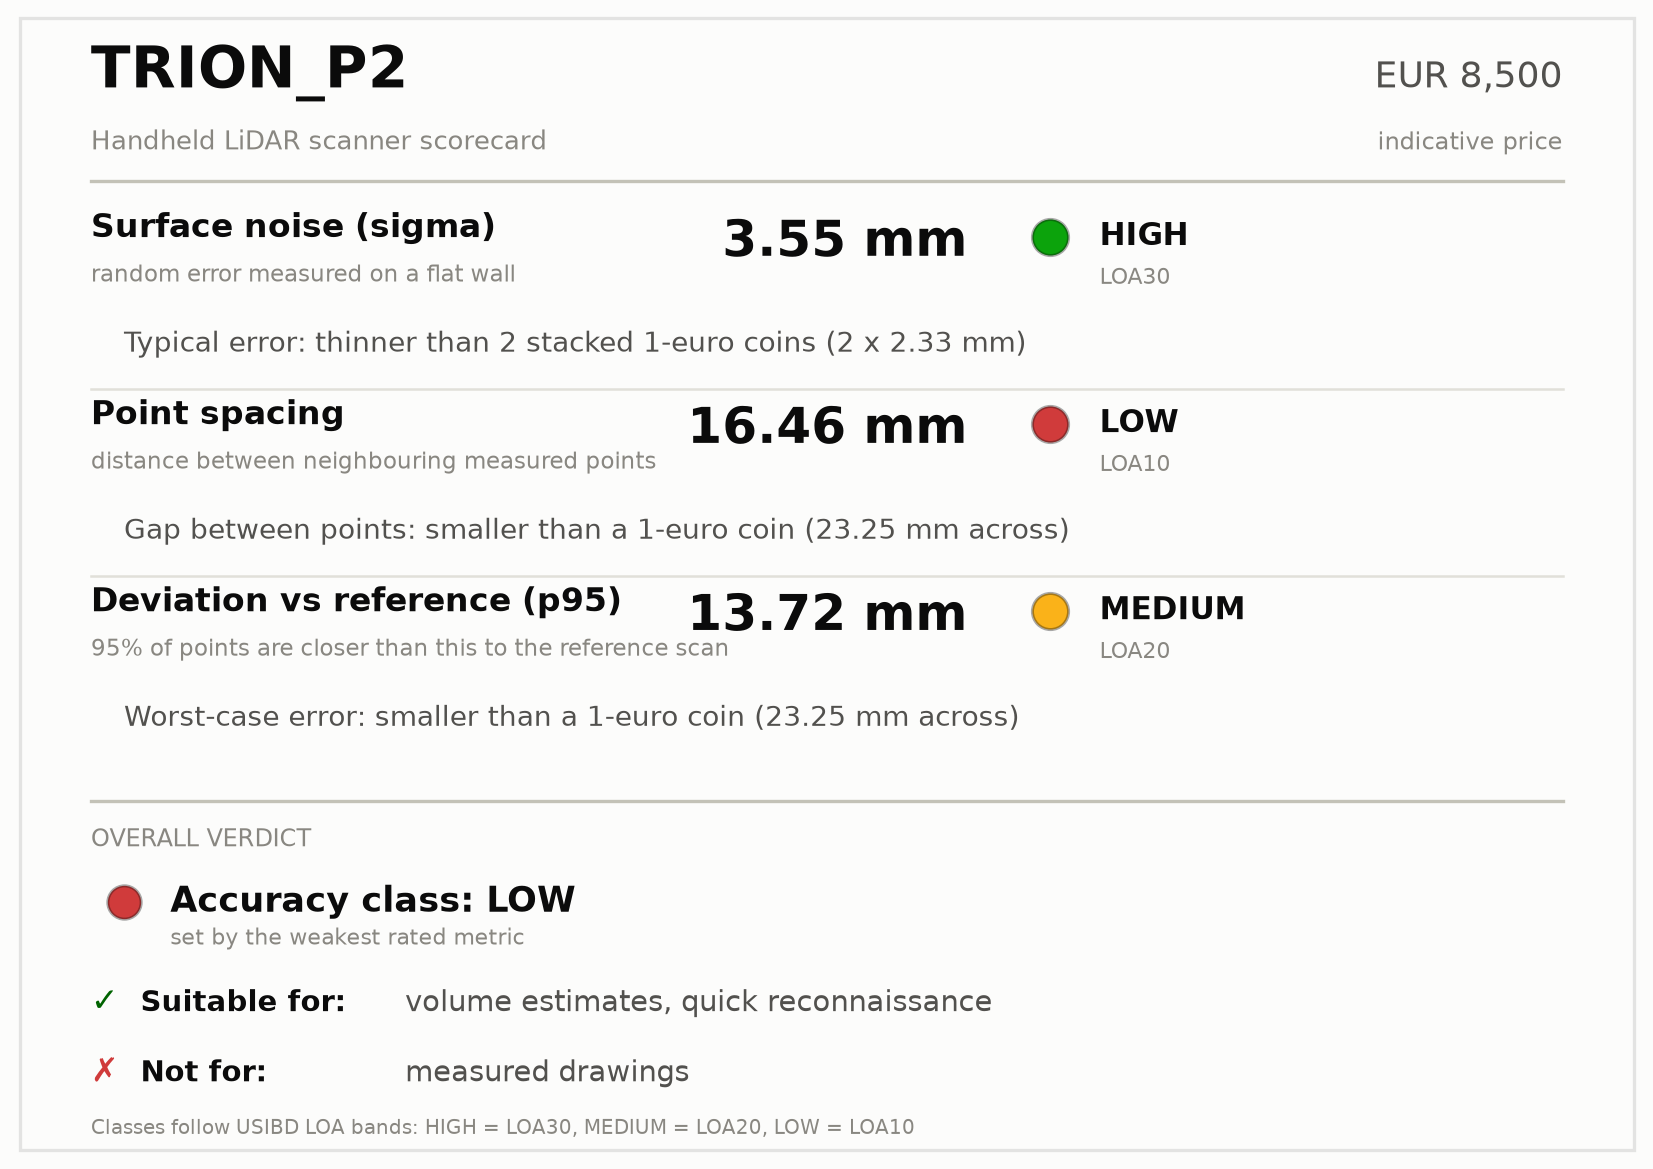 TRION_P2
EUR 8,500
Handheld LiDAR scanner scorecard
indicative price
Surface noise (sigma)
3.55 mm
HIGH
random error measured on a flat wall
LOA30
Typical error: thinner than 2 stacked 1-euro coins (2 x 2.33 mm)
Point spacing
16.46 mm
LOW
distance between neighbouring measured points
LOA10
Gap between points: smaller than a 1-euro coin (23.25 mm across)
Deviation vs reference (p95)
13.72 mm
MEDIUM
95% of points are closer than this to the reference scan
LOA20
Worst-case error: smaller than a 1-euro coin (23.25 mm across)
OVERALL VERDICT
Accuracy class: LOW
set by the weakest rated metric
✓ Suitable for: volume estimates, quick reconnaissance
✗ Not for: measured drawings
Classes follow USIBD LOA bands: HIGH = LOA30, MEDIUM = LOA20, LOW = LOA10